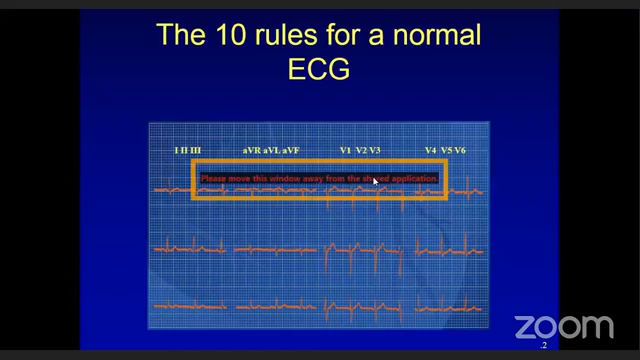 The 10 rules for a normal
ECG
I II III aVR aVL aVF V1 V2 V3 V4 V5 V6
Please move this window away from the shared application.
zoom
.2